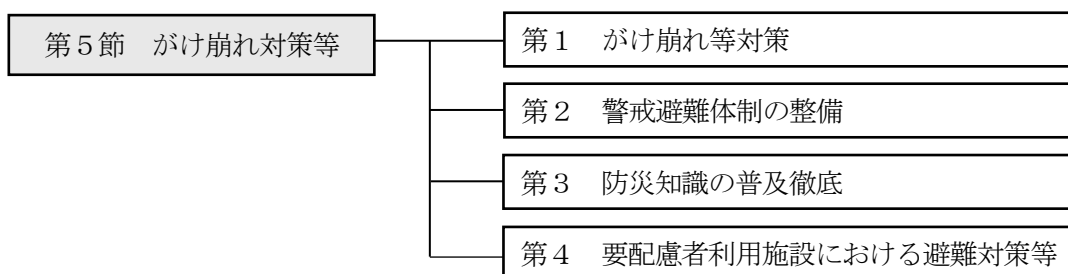 第５節　がけ崩れ対策等
第１　がけ崩れ等対策
第２　警戒避難体制の整備
第３　防災知識の普及徹底
第４　要配慮者利用施設における避難対策等